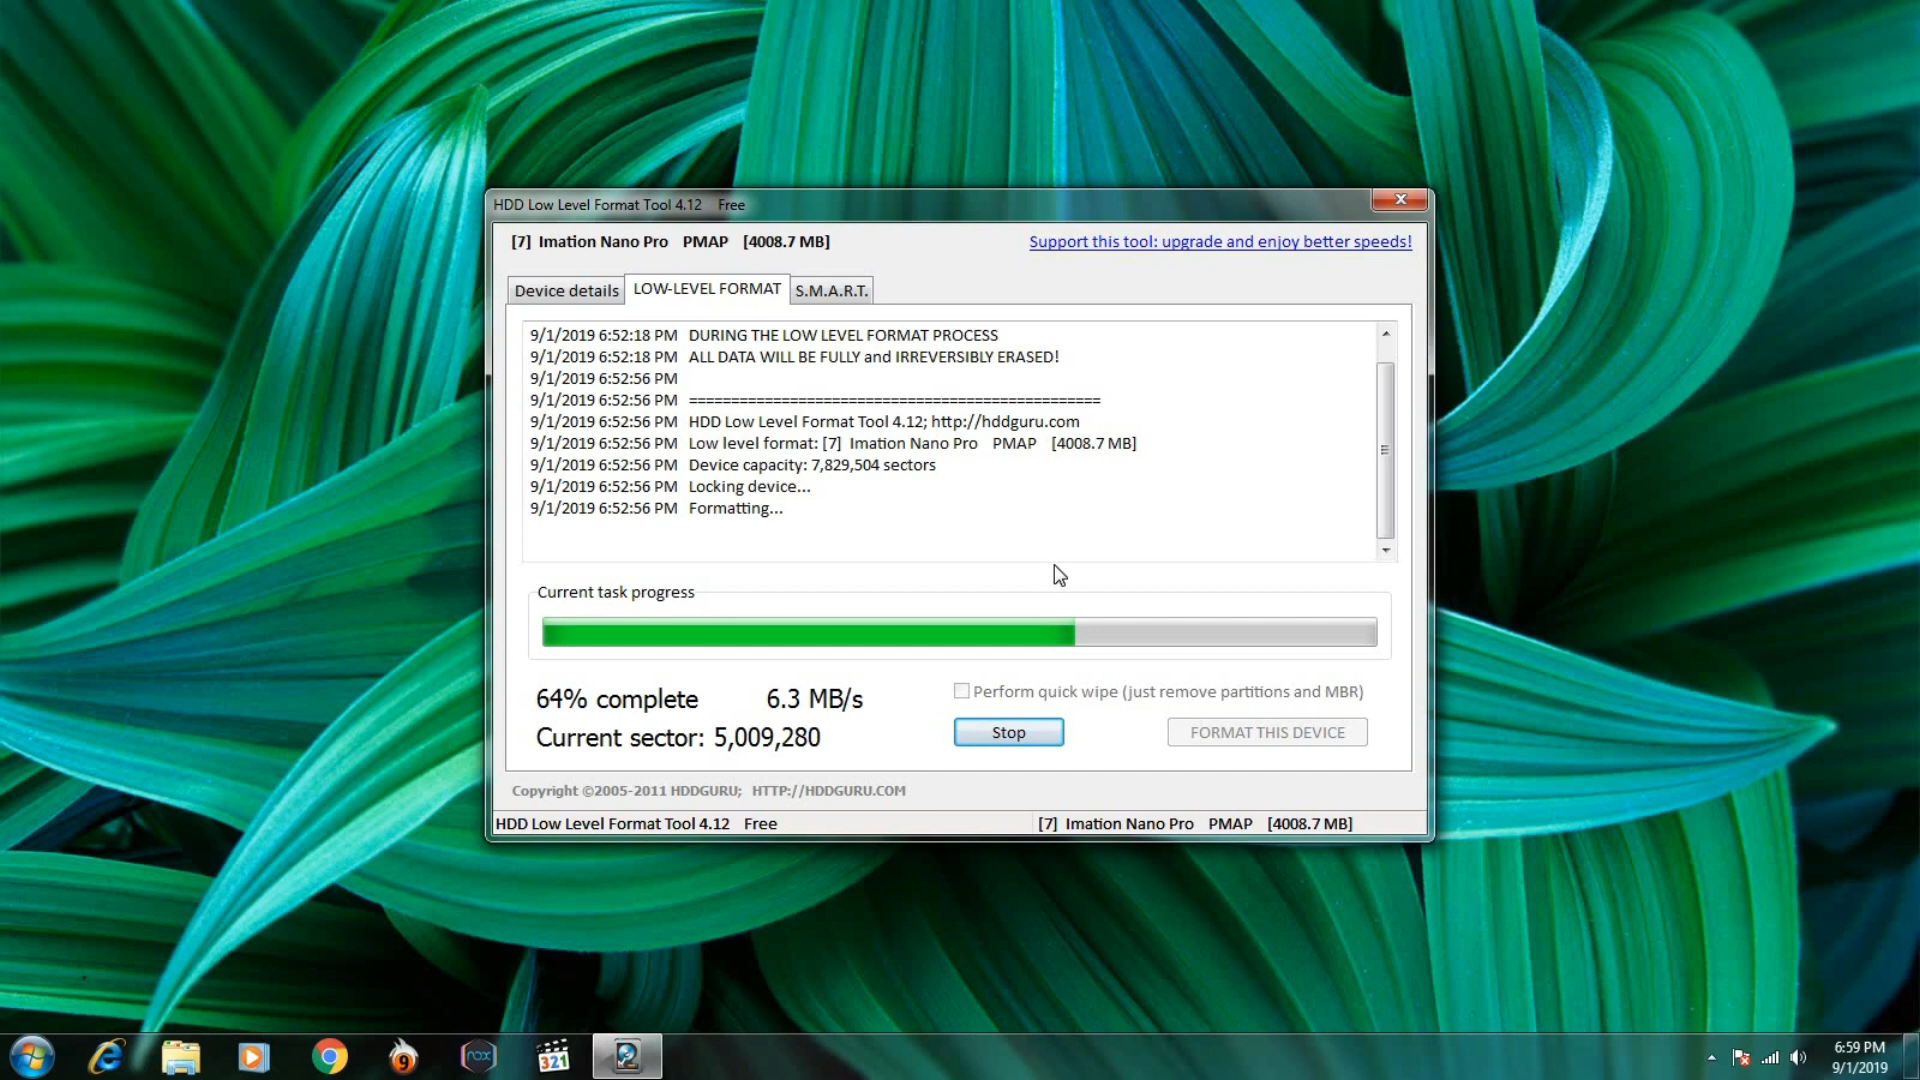 HDD Low Level Format Tool 4.12 Free
[7] Imation Nano Pro PMAP [4008.7 MB] Support this tool: upgrade and enjoy better speeds!
Device details LOW-LEVEL FORMAT S.M.A.R.T.
9/1/2019 6:52:18 PM DURING THE LOW LEVEL FORMAT PROCESS
9/1/2019 6:52:18 PM ALL DATA WILL BE FULLY and IRREVERSIBLY ERASED!
9/1/2019 6:52:56 PM
9/1/2019 6:52:56 PM =================================================
9/1/2019 6:52:56 PM HDD Low Level Format Tool 4.12; http://hddguru.com
9/1/2019 6:52:56 PM Low level format: [7] Imation Nano Pro PMAP [4008.7 MB]
9/1/2019 6:52:56 PM Device capacity: 7,829,504 sectors
9/1/2019 6:52:56 PM Locking device...
9/1/2019 6:52:56 PM Formatting...
Current task progress
64% complete 6.3 MB/s
Perform quick wipe (just remove partitions and MBR)
Current sector: 5,009,280
Stop FORMAT THIS DEVICE
Copyright ©2005-2011 HDDGURU; HTTP://HDDGURU.COM
HDD Low Level Format Tool 4.12 Free [7] Imation Nano Pro PMAP [4008.7 MB]
9 nox 321
6:59 PM
9/1/2019